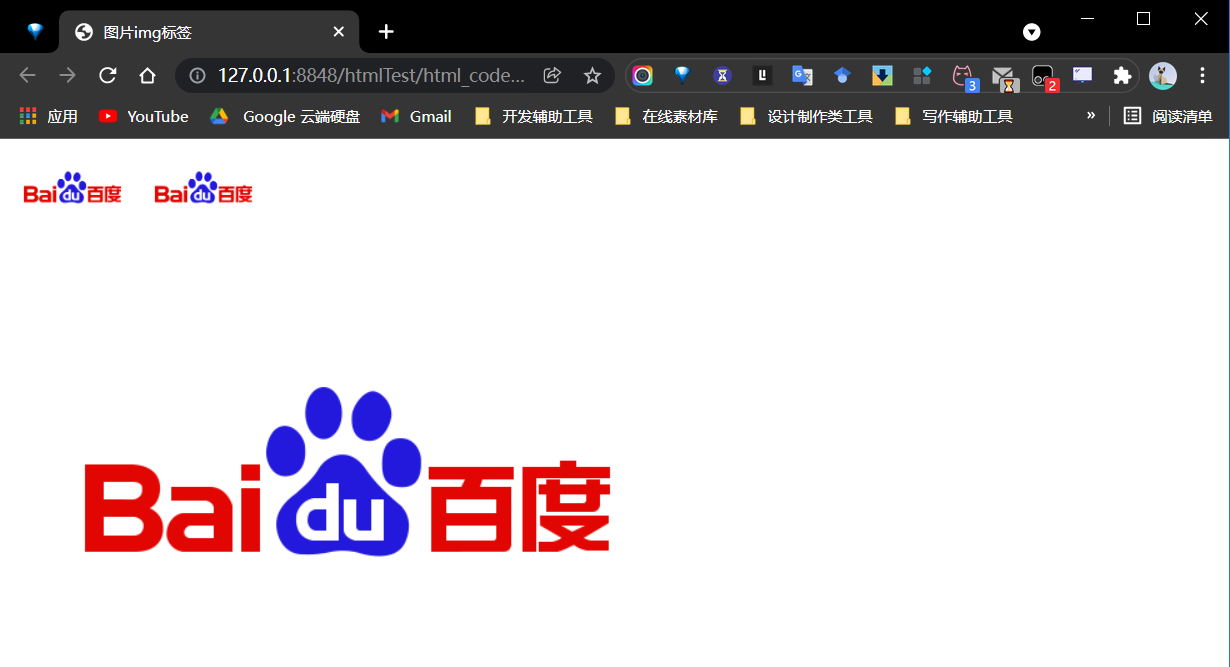 图片img标签
127.0.0.1:8848/htmlTest/html_code...
3
2
应用 YouTube Google 云端硬盘 Gmail 开发辅助工具 在线素材库 设计制作类工具 写作辅助工具 » 阅读清单
Bai du 百度 Bai du 百度
Bai du 百度